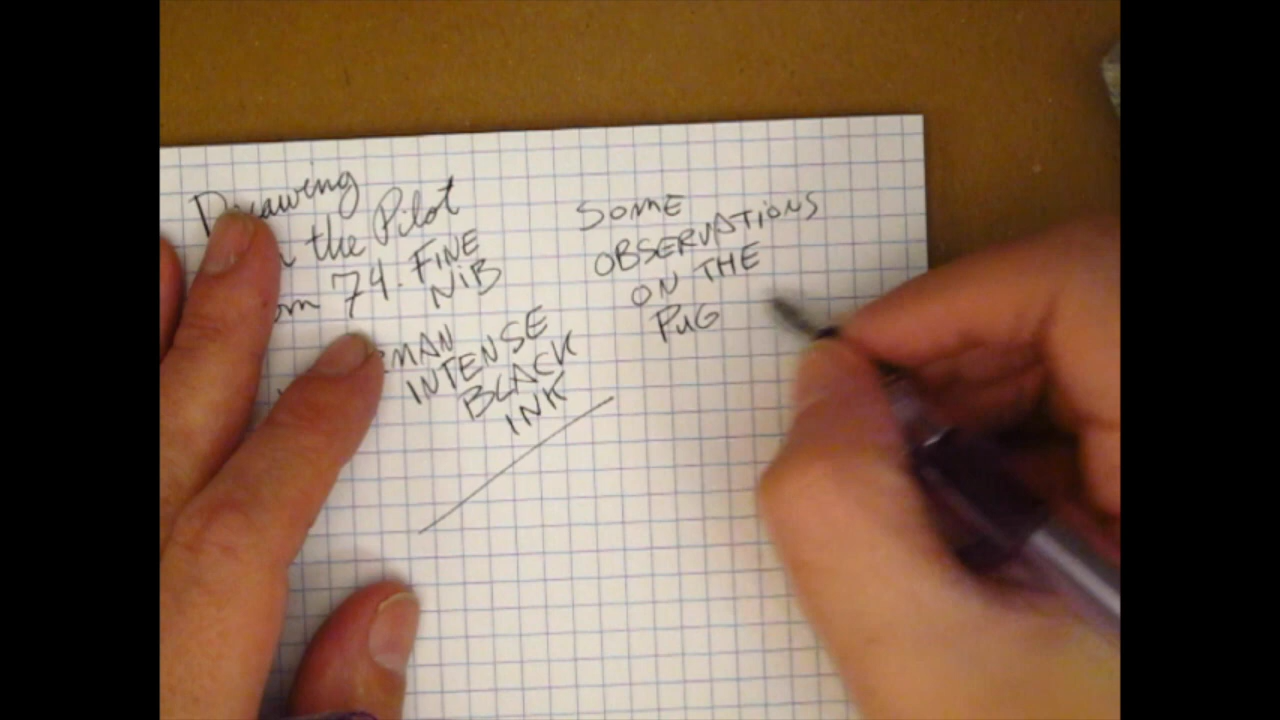 Drawing
the Pilot
74. FINE
NIB
INTENSE
BLACK
INK
SOME
OBSERVATIONS
ON THE
PUG